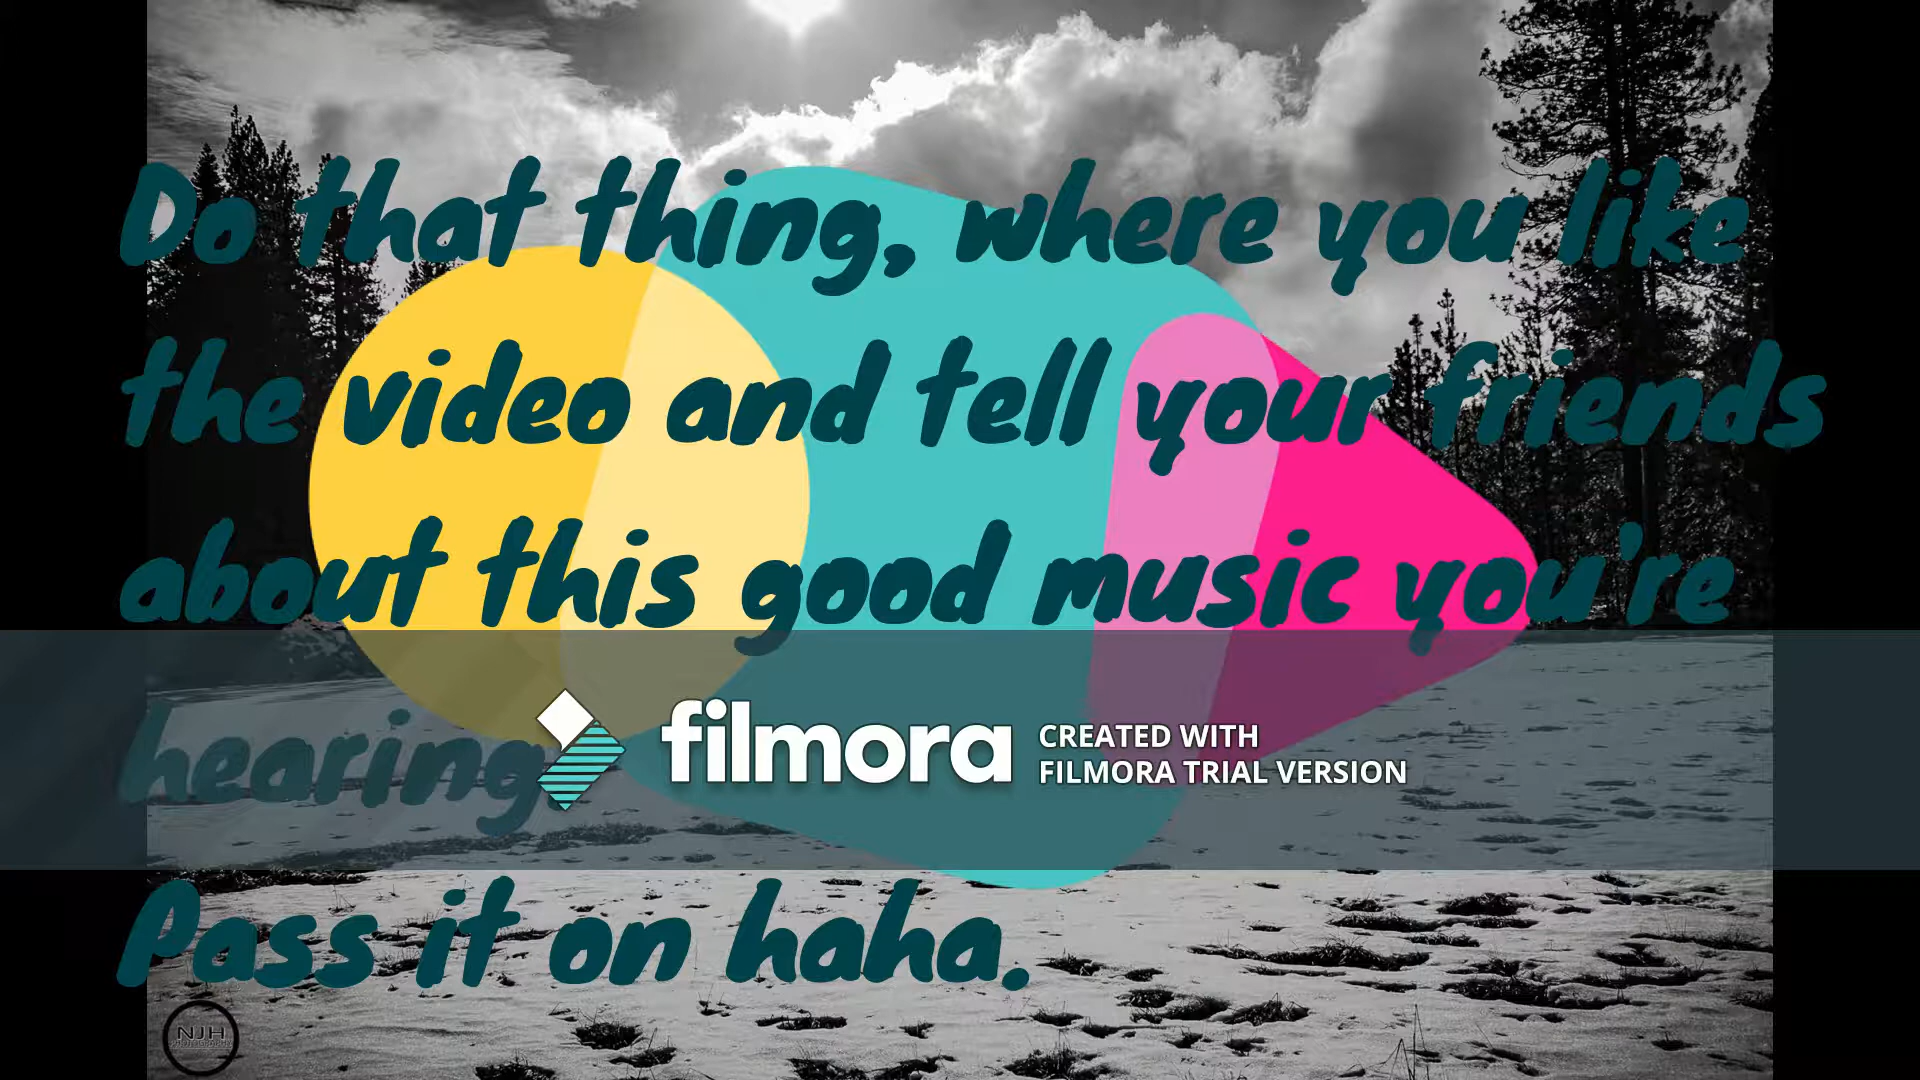 Do that thing, where you like
the video and tell your friends
about this good music you're
hearing
filmora
CREATED WITH
FILMORA TRIAL VERSION
Pass it on haha.
NJH
PHOTOGRAPHY